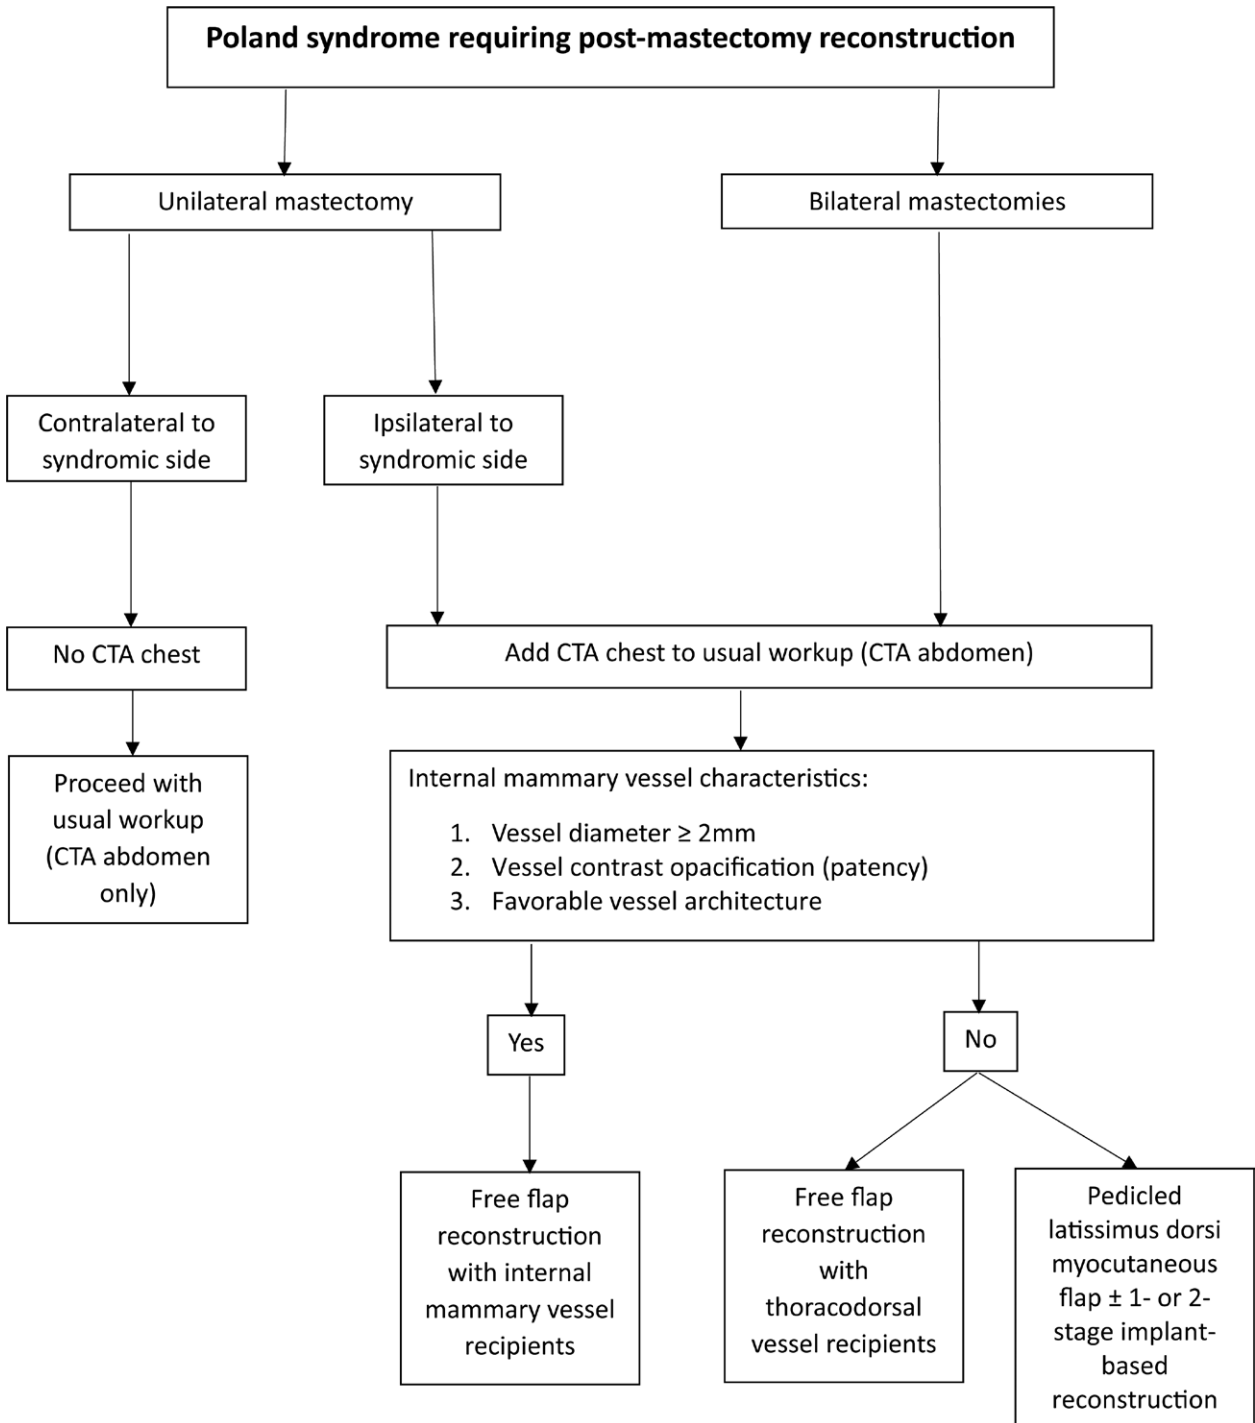 Poland syndrome requiring post-mastectomy reconstruction
Unilateral mastectomy
Bilateral mastectomies
Contralateral to
syndromic side
Ipsilateral to
syndromic side
No CTA chest
Add CTA chest to usual workup (CTA abdomen)
Proceed with
usual workup
(CTA abdomen
only)
Internal mammary vessel characteristics:
1. Vessel diameter ≥ 2mm
2. Vessel contrast opacification (patency)
3. Favorable vessel architecture
Yes
No
Free flap
reconstruction
with internal
mammary vessel
recipients
Free flap
reconstruction
with
thoracodorsal
vessel recipients
Pedicled
latissimus dorsi
myocutaneous
flap ± 1- or 2-
stage implant-
based
reconstruction